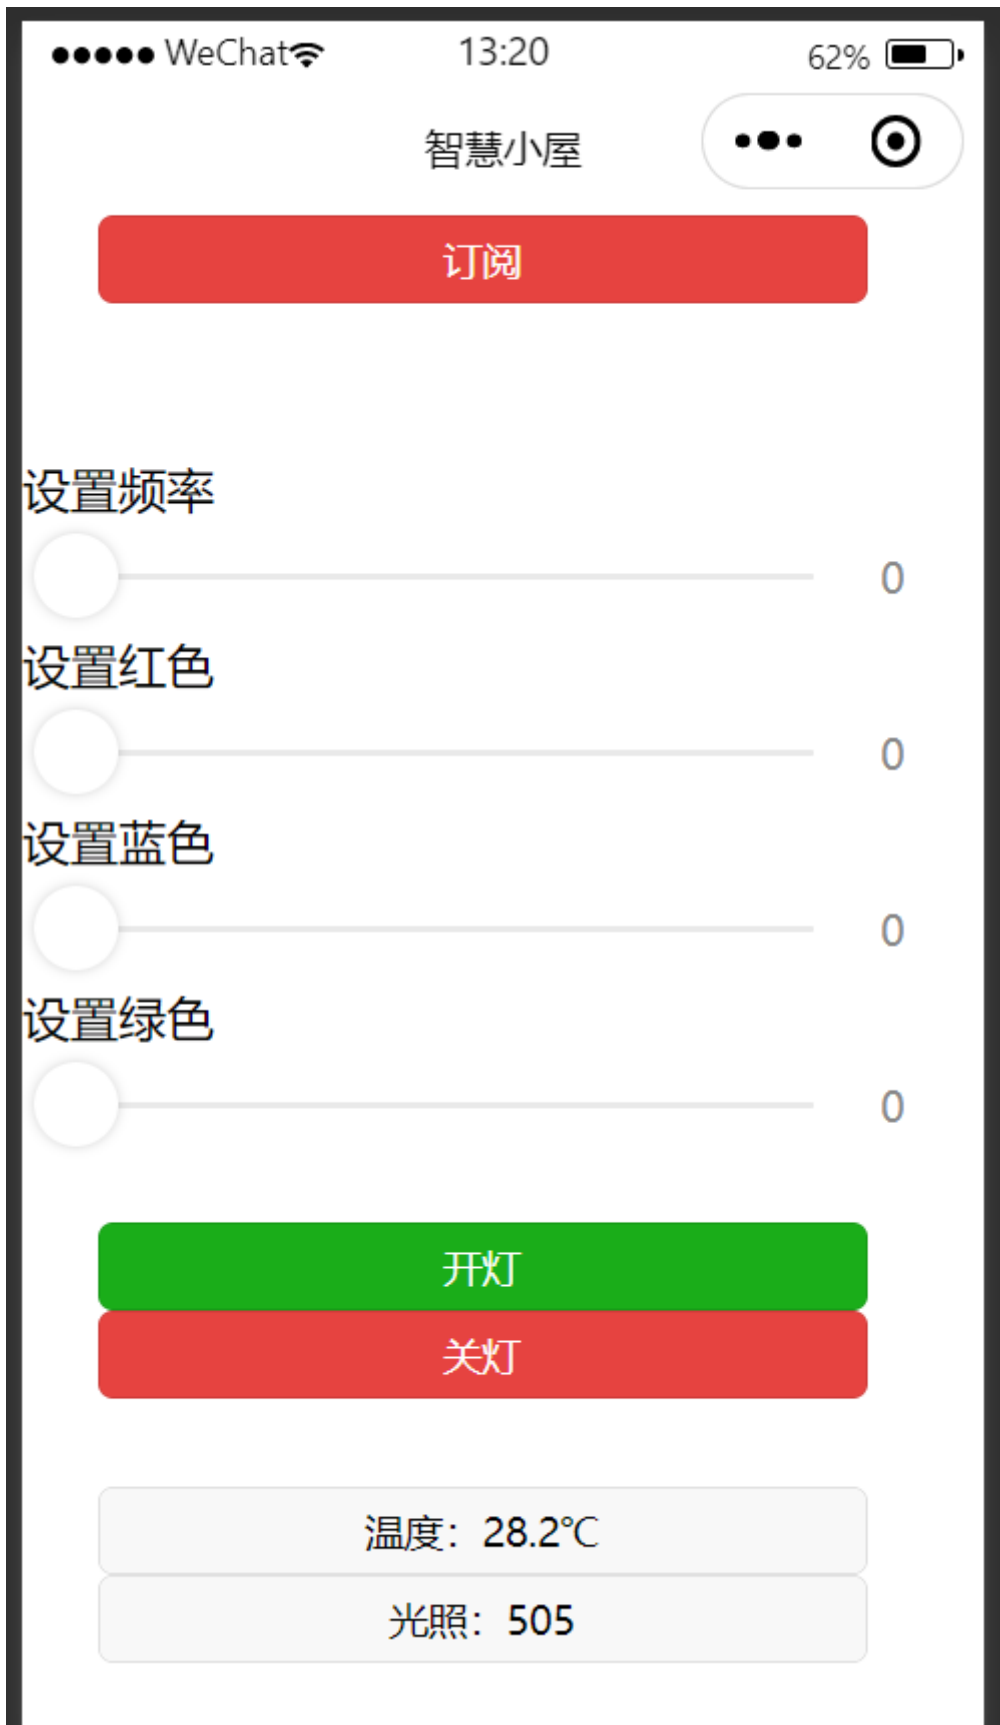 WeChat 13:20 62%
智慧小屋
订阅
设置频率
0
设置红色
0
设置蓝色
0
设置绿色
0
开灯
关灯
温度：28.2℃
光照：505